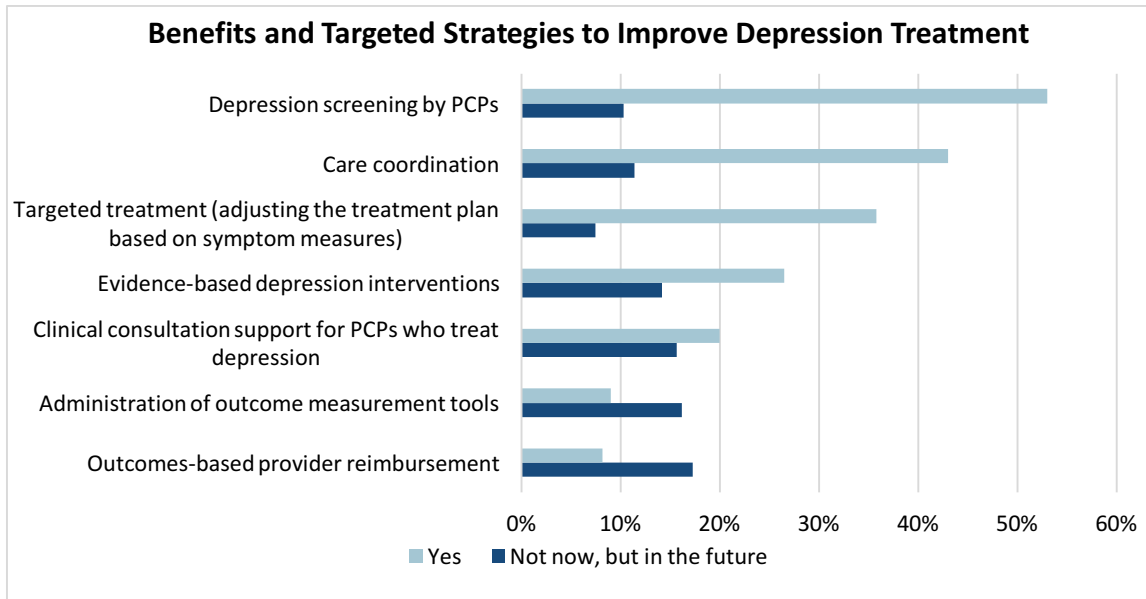 Benefits and Targeted Strategies to Improve Depression Treatment
Depression screening by PCPs
Care coordination
Targeted treatment (adjusting the treatment plan
based on symptom measures)
Evidence-based depression interventions
Clinical consultation support for PCPs who treat
depression
Administration of outcome measurement tools
Outcomes-based provider reimbursement
0% 10% 20% 30% 40% 50% 60%
Yes Not now, but in the future